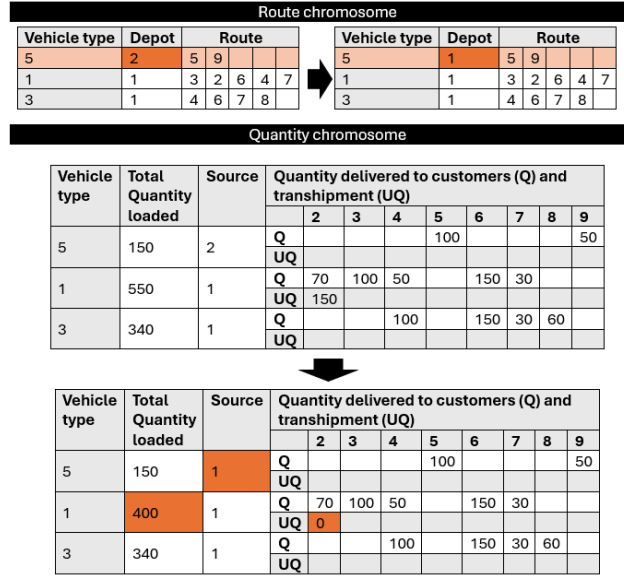 Route chromosome
Vehicle type Depot Route Vehicle type Depot Route
5 2 5 9 5 1 5 9
1 1 3 2 6 4 7 1 1 3 2 6 4 7
3 1 4 6 7 8 3 1 4 6 7 8
Quantity chromosome
Vehicle Total Source Quantity delivered to customers (Q) and
type Quantity transhipment (UQ)
loaded 2 3 4 5 6 7 8 9
5 150 2 Q 100 50
UQ
1 550 1 Q 70 100 50 150 30
UQ 150
3 340 1 Q 100 150 30 60
UQ
Vehicle Total Source Quantity delivered to customers (Q) and
type Quantity transhipment (UQ)
loaded 2 3 4 5 6 7 8 9
5 150 1 Q 100 50
UQ
1 400 1 Q 70 100 50 150 30
UQ 0
3 340 1 Q 100 150 30 60
UQ